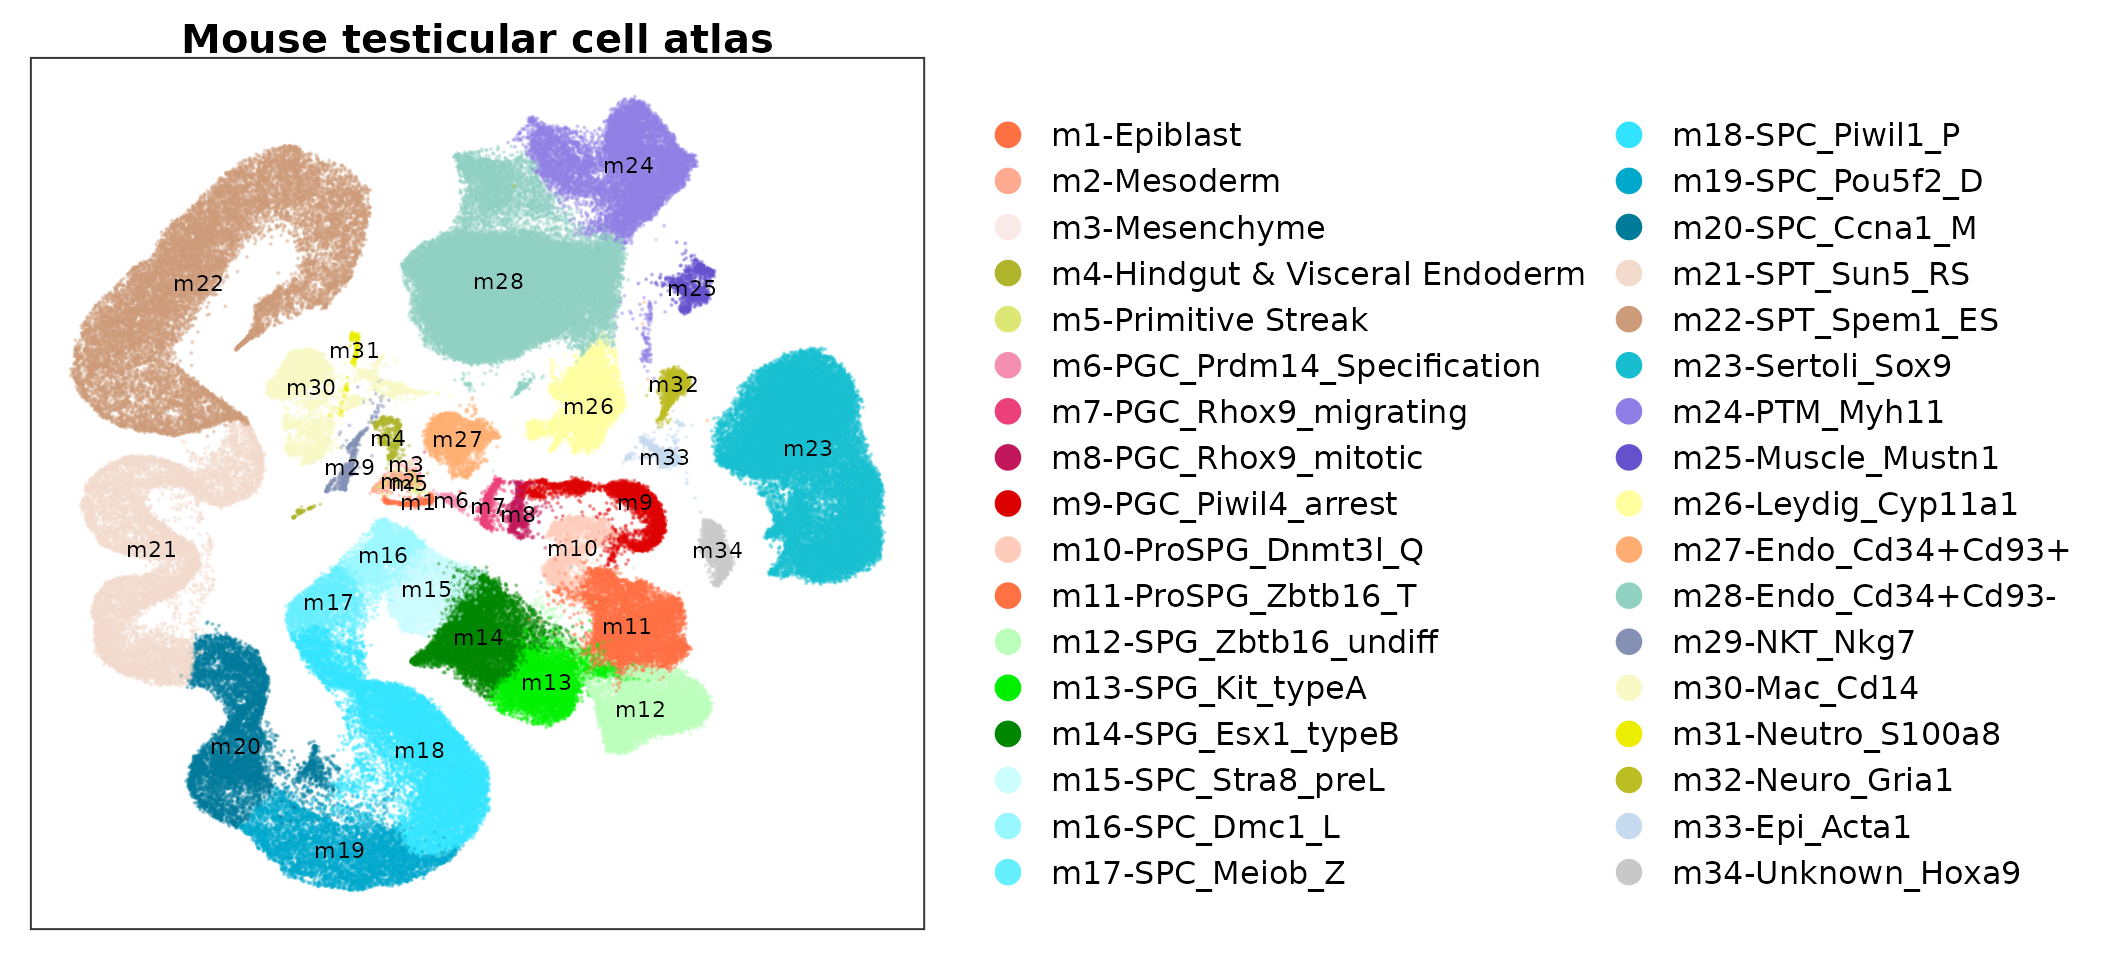 Mouse testicular cell atlas
m24
m22
m28
m25
m31
m30
m32
m26
m4
m27
m23
m29
m3
m33
m2
m5
m1
m6
m7
m8
m9
m10
m34
m21
m16
m15
m17
m14
m11
m13
m12
m20
m18
m19
m1-Epiblast
m2-Mesoderm
m3-Mesenchyme
m4-Hindgut & Visceral Endoderm
m5-Primitive Streak
m6-PGC_Prdm14_Specification
m7-PGC_Rhox9_migrating
m8-PGC_Rhox9_mitotic
m9-PGC_Piwil4_arrest
m10-ProSPG_Dnmt3l_Q
m11-ProSPG_Zbtb16_T
m12-SPG_Zbtb16_undiff
m13-SPG_Kit_typeA
m14-SPG_Esx1_typeB
m15-SPC_Stra8_preL
m16-SPC_Dmc1_L
m17-SPC_Meiob_Z
m18-SPC_Piwil1_P
m19-SPC_Pou5f2_D
m20-SPC_Ccna1_M
m21-SPT_Sun5_RS
m22-SPT_Spem1_ES
m23-Sertoli_Sox9
m24-PTM_Myh11
m25-Muscle_Mustn1
m26-Leydig_Cyp11a1
m27-Endo_Cd34+Cd93+
m28-Endo_Cd34+Cd93-
m29-NKT_Nkg7
m30-Mac_Cd14
m31-Neutro_S100a8
m32-Neuro_Gria1
m33-Epi_Acta1
m34-Unknown_Hoxa9